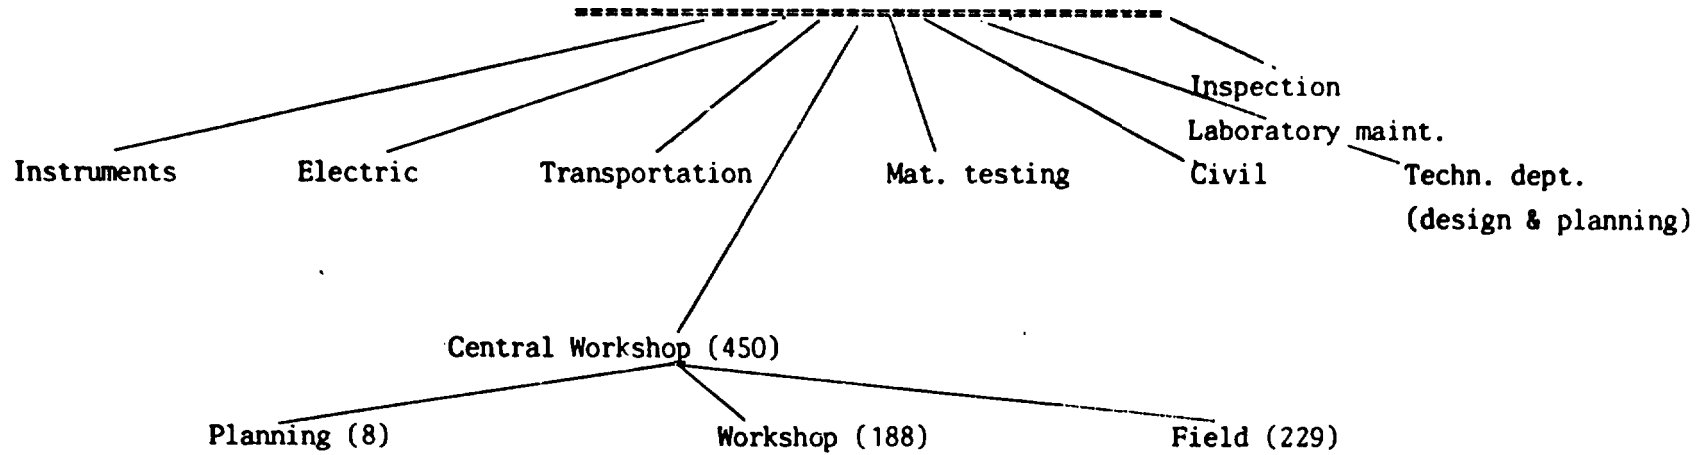 Inspection
Laboratory maint.
Instruments Electric Transportation Mat. testing Civil Techn. dept.
(design & planning)
Central Workshop (450)
Planning (8) Workshop (188) Field (229)